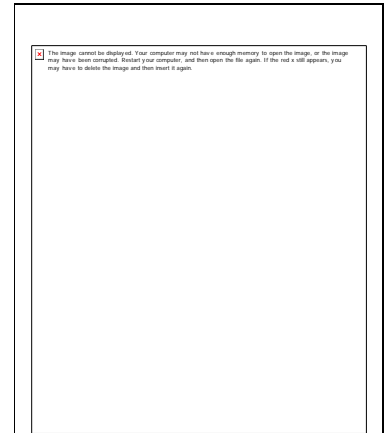 The image cannot be displayed. Your computer may not have enough memory to open the image, or the image
may have been corrupted. Restart your computer, and then open the file again. If the red x still appears, you
may have to delete the image and then insert it again.